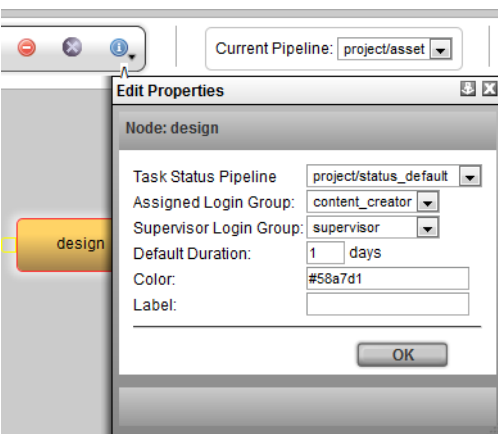 Current Pipeline: project/asset
Edit Properties
Node: design
Task Status Pipeline project/status_default
Assigned Login Group: content_creator
Supervisor Login Group: supervisor
design
Default Duration: 1 days
Color: #58a7d1
Label:
OK